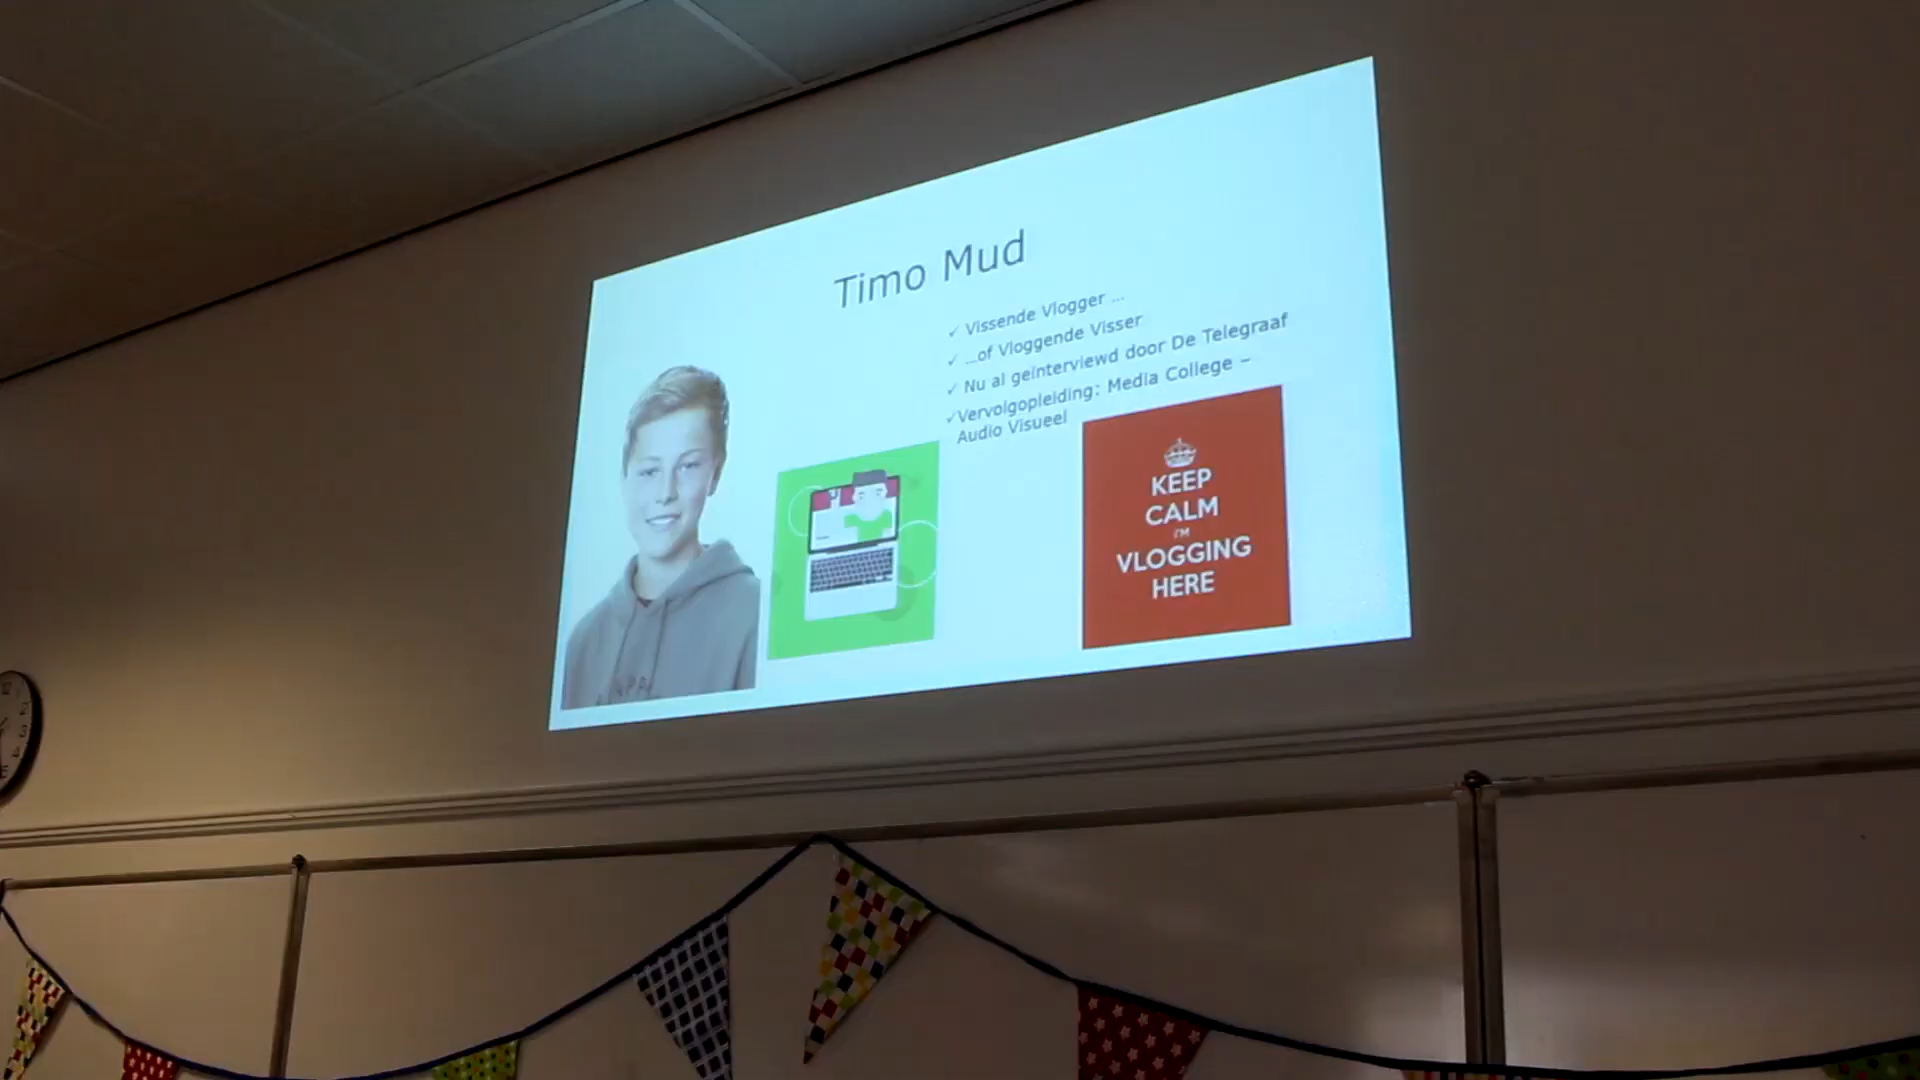 Timo Mud
✓ Vissende Vlogger ...
✓ ...of Vloggende Visser
✓ Nu al geinterviewd door De Telegraaf
✓Vervolgopleiding: Media College –
Audio Visueel
KEEP
CALM
I'M
VLOGGING
HERE